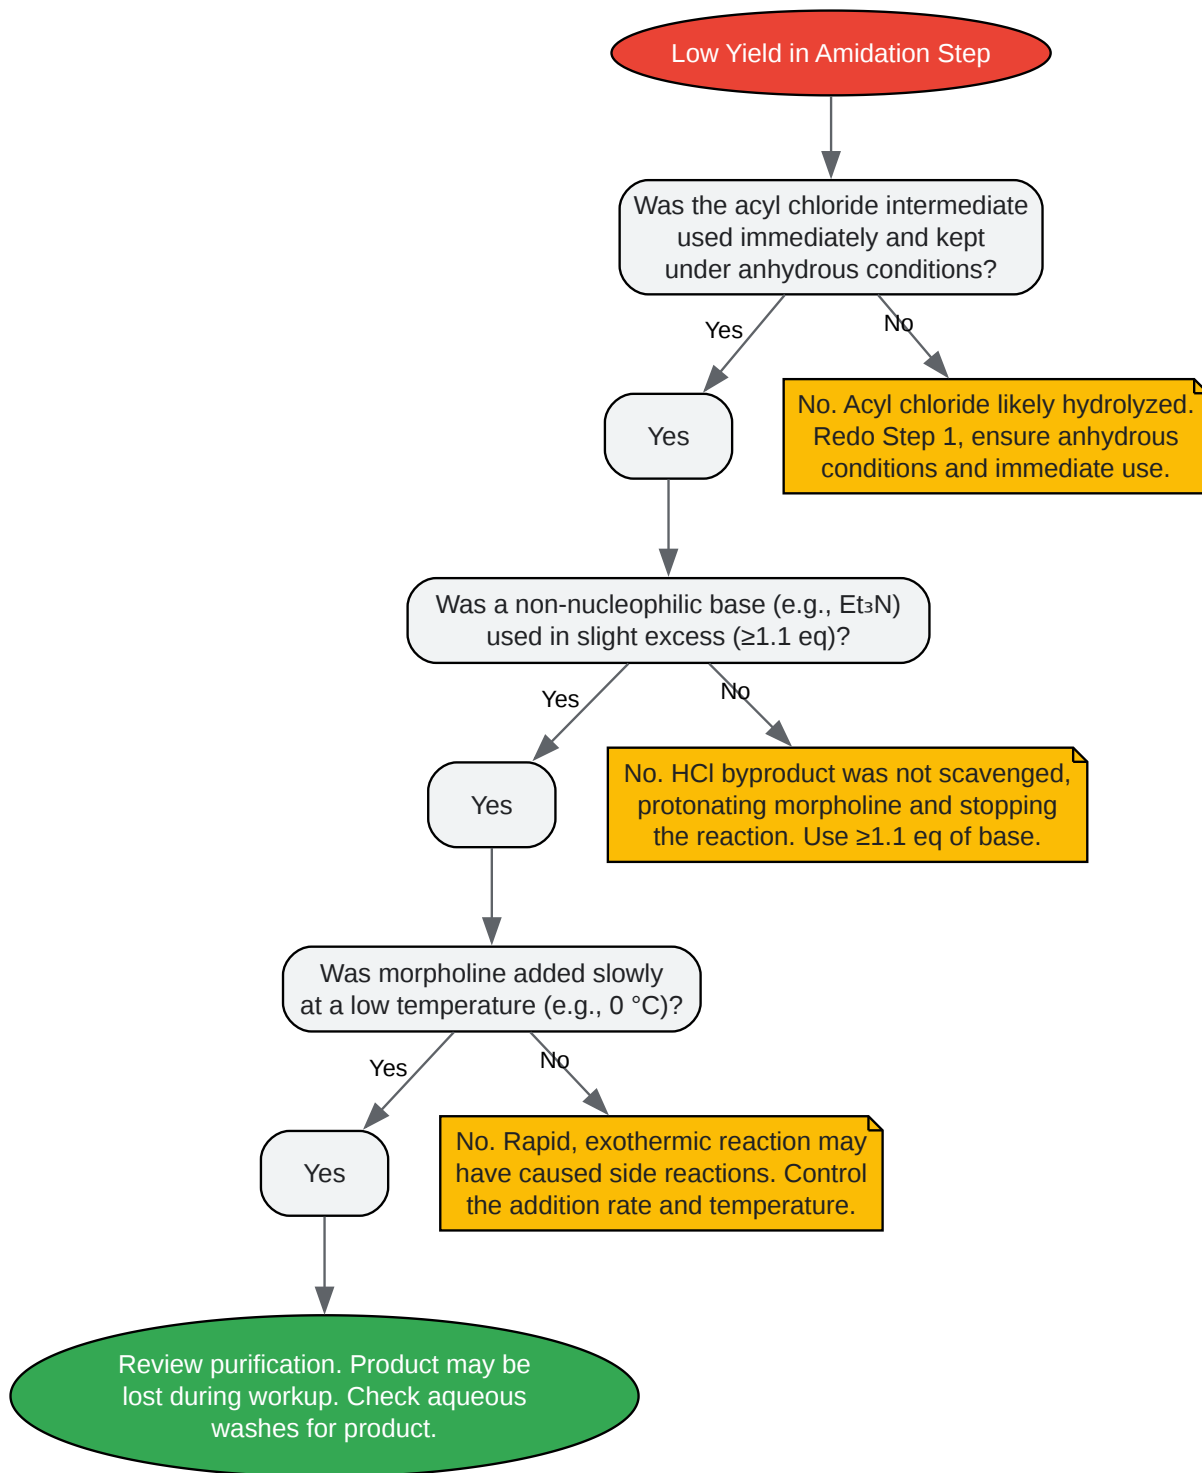 Low Yield in Amidation Step
Was the acyl chloride intermediate
used immediately and kept
under anhydrous conditions?
Yes
No
Yes
No. Acyl chloride likely hydrolyzed.
Redo Step 1, ensure anhydrous
conditions and immediate use.
Was a non-nucleophilic base (e.g., Et₃N)
used in slight excess (≥1.1 eq)?
Yes
No
Yes
No. HCl byproduct was not scavenged,
protonating morpholine and stopping
the reaction. Use ≥1.1 eq of base.
Was morpholine added slowly
at a low temperature (e.g., 0 °C)?
Yes
No
Yes
No. Rapid, exothermic reaction may
have caused side reactions. Control
the addition rate and temperature.
Review purification. Product may be
lost during workup. Check aqueous
washes for product.